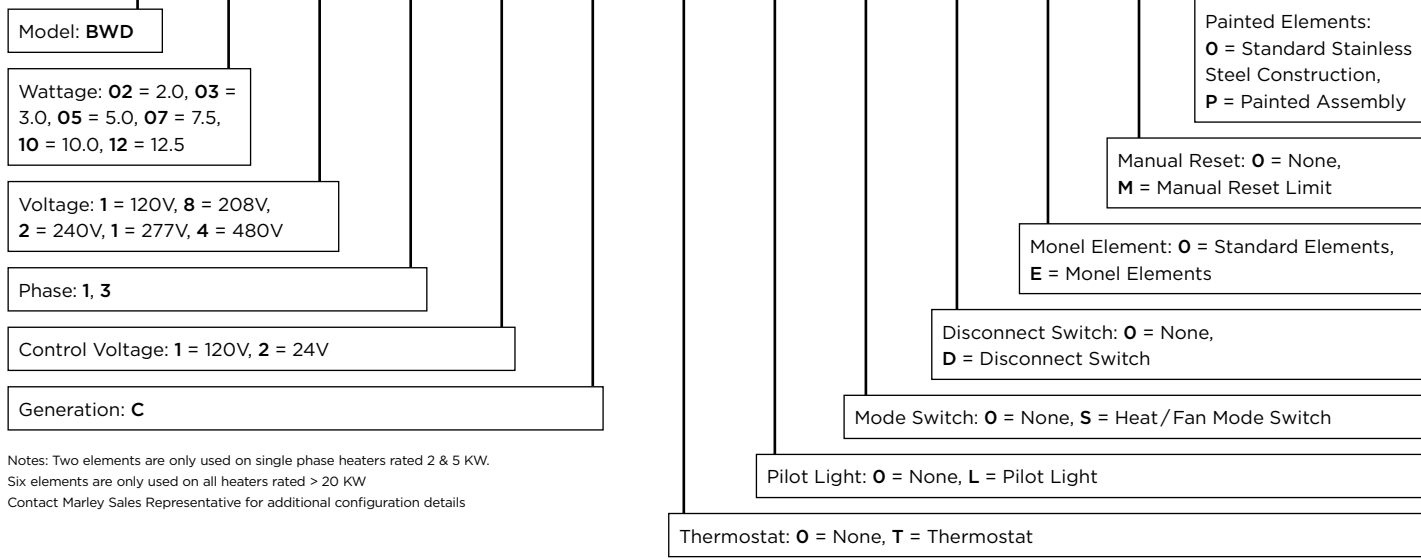 Model: BWD
Wattage: 02 = 2.0, 03 =
3.0, 05 = 5.0, 07 = 7.5,
10 = 10.0, 12 = 12.5
Voltage: 1 = 120V, 8 = 208V,
2 = 240V, 1 = 277V, 4 = 480V
Phase: 1, 3
Control Voltage: 1 = 120V, 2 = 24V
Generation: C
Notes: Two elements are only used on single phase heaters rated 2 & 5 KW.
Six elements are only used on all heaters rated > 20 KW
Contact Marley Sales Representative for additional configuration details
Painted Elements:
0 = Standard Stainless
Steel Construction,
P = Painted Assembly
Manual Reset: 0 = None,
M = Manual Reset Limit
Monel Element: 0 = Standard Elements,
E = Monel Elements
Disconnect Switch: 0 = None,
D = Disconnect Switch
Mode Switch: 0 = None, S = Heat/Fan Mode Switch
Pilot Light: 0 = None, L = Pilot Light
Thermostat: 0 = None, T = Thermostat